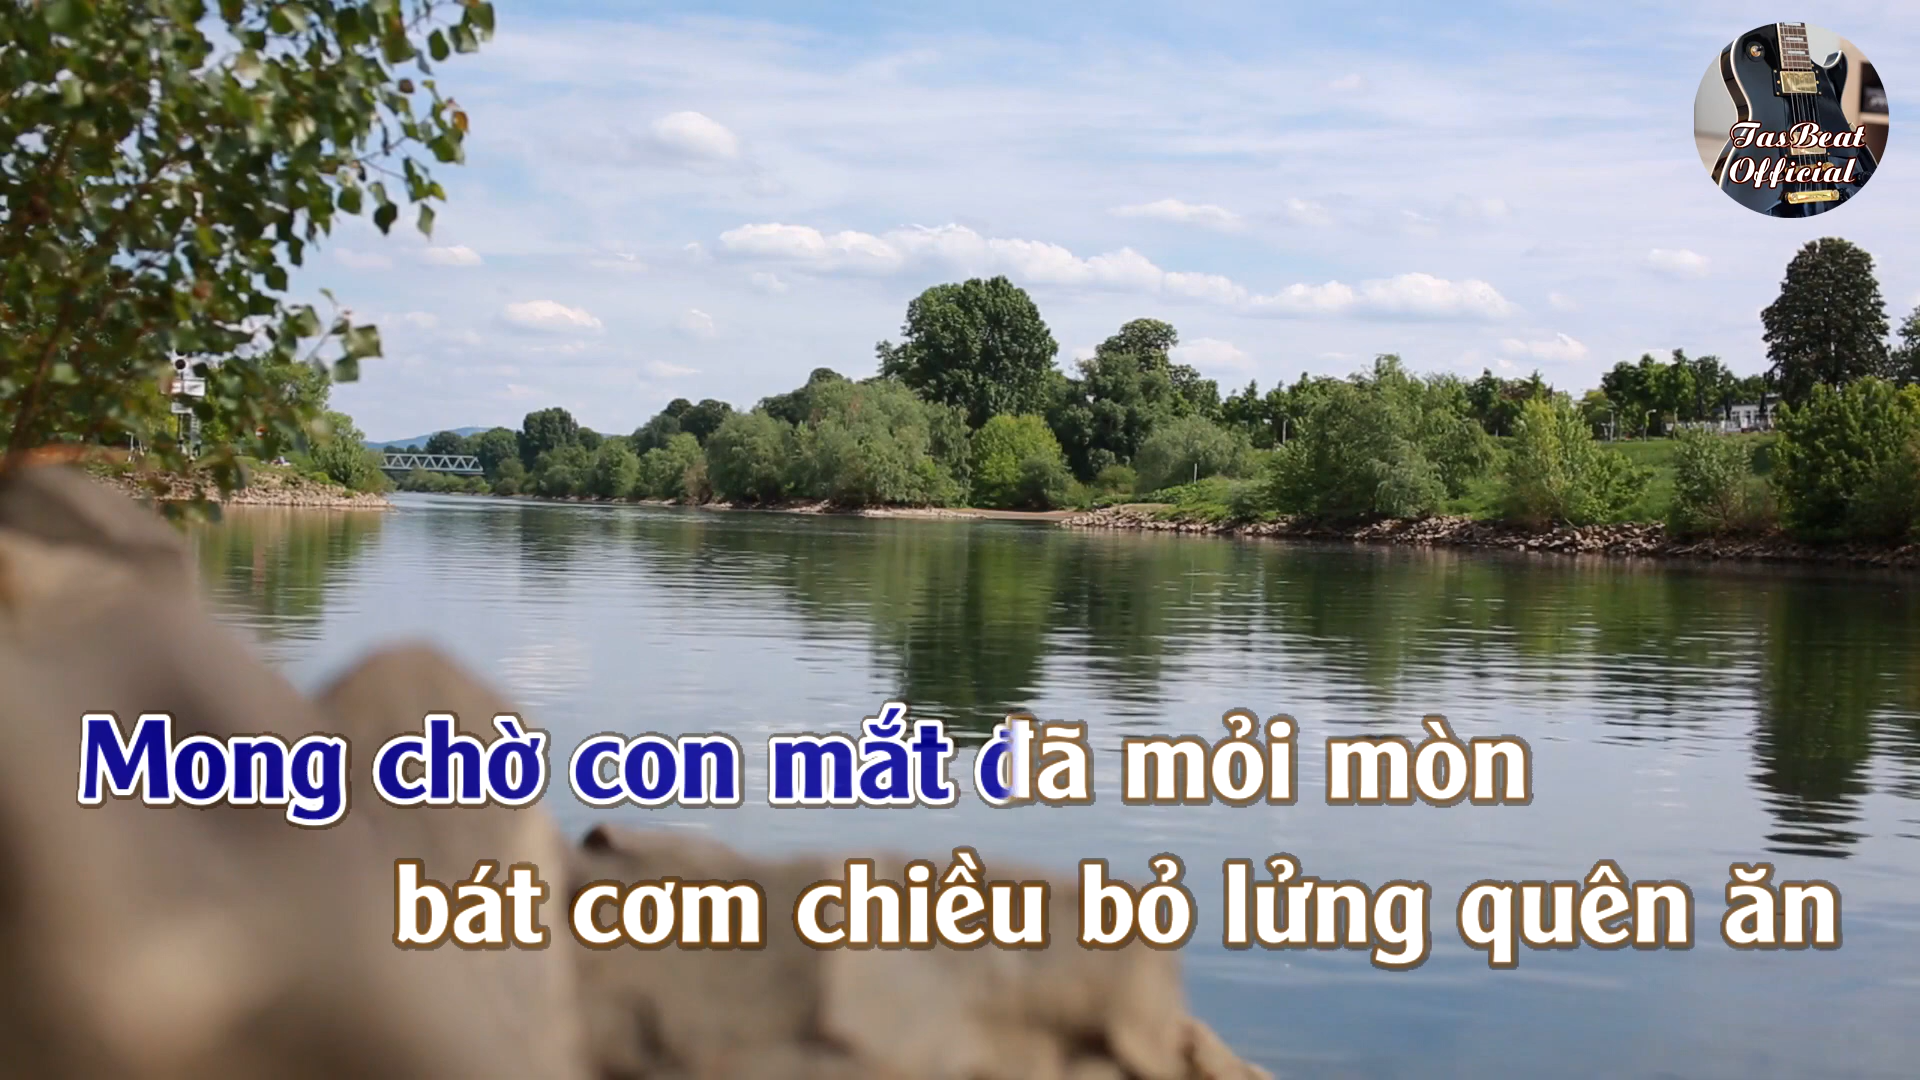 TasBeat
Official
Mong chờ con mắt đã mỏi mòn
bát cơm chiều bỏ lửng quên ăn